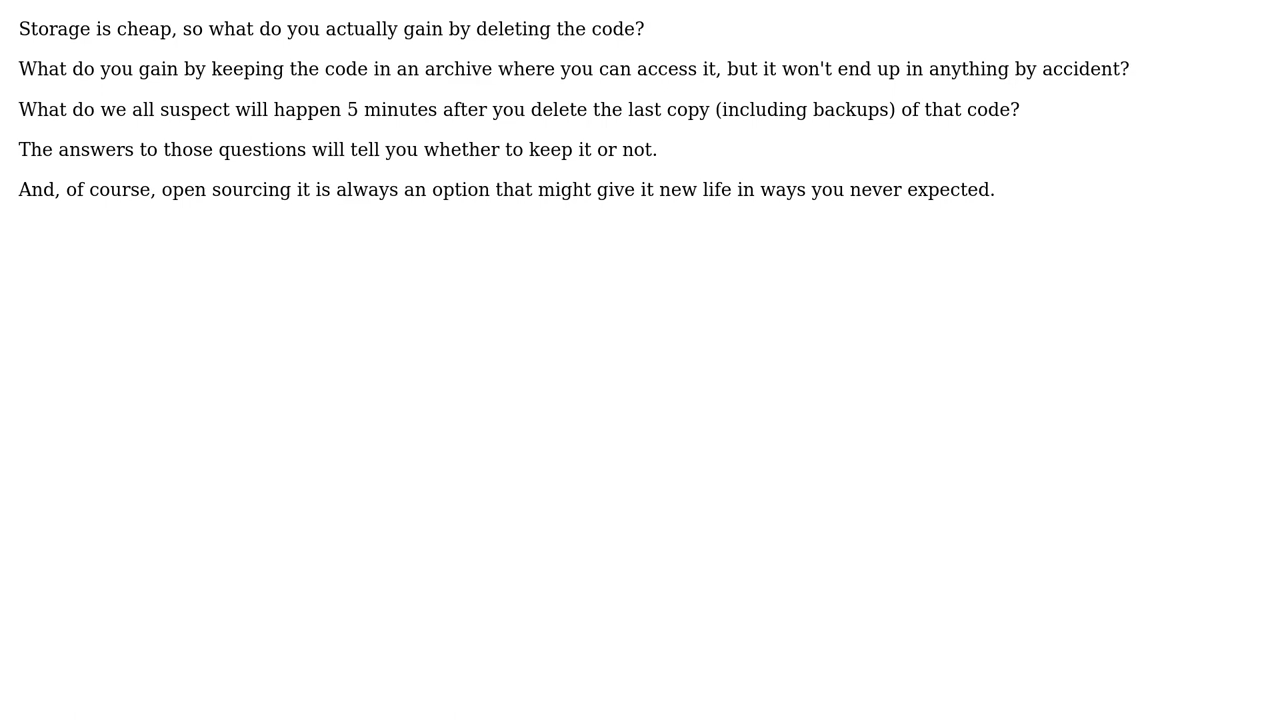 Storage is cheap, so what do you actually gain by deleting the code?
What do you gain by keeping the code in an archive where you can access it, but it won't end up in anything by accident?
What do we all suspect will happen 5 minutes after you delete the last copy (including backups) of that code?
The answers to those questions will tell you whether to keep it or not.
And, of course, open sourcing it is always an option that might give it new life in ways you never expected.